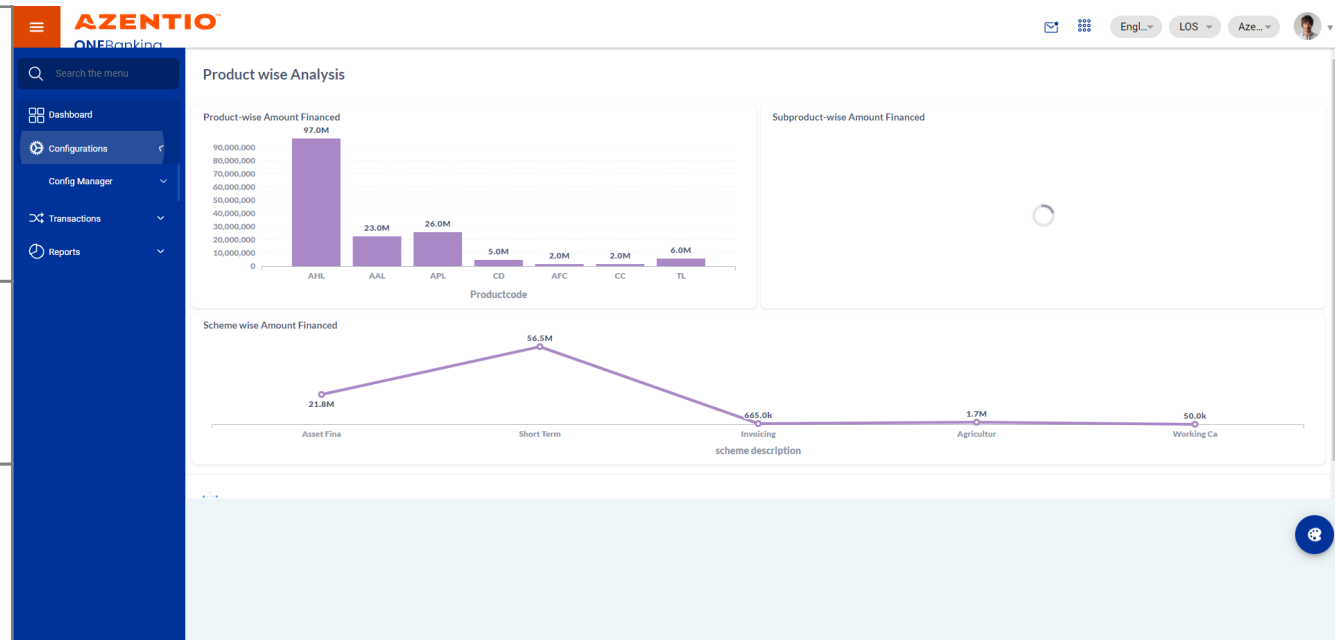 AZENTIO
ONEBanking
Engl...
LOS
Aze...
Search the menu
Dashboard
Configurations
Config Manager
Transactions
Reports
Product wise Analysis
Product-wise Amount Financed
97.0M
90,000,000
80,000,000
70,000,000
60,000,000
50,000,000
40,000,000
30,000,000
20,000,000
10,000,000
0
23.0M
26.0M
5.0M
2.0M
2.0M
6.0M
AHL AAL APL CD AFC CC TL
Productcode
Subproduct-wise Amount Financed
Scheme wise Amount Financed
56.5M
21.8M
665.0k
1.7M
50.0k
Asset Fina Short Term Invoicing Agricultur Working Ca
scheme description